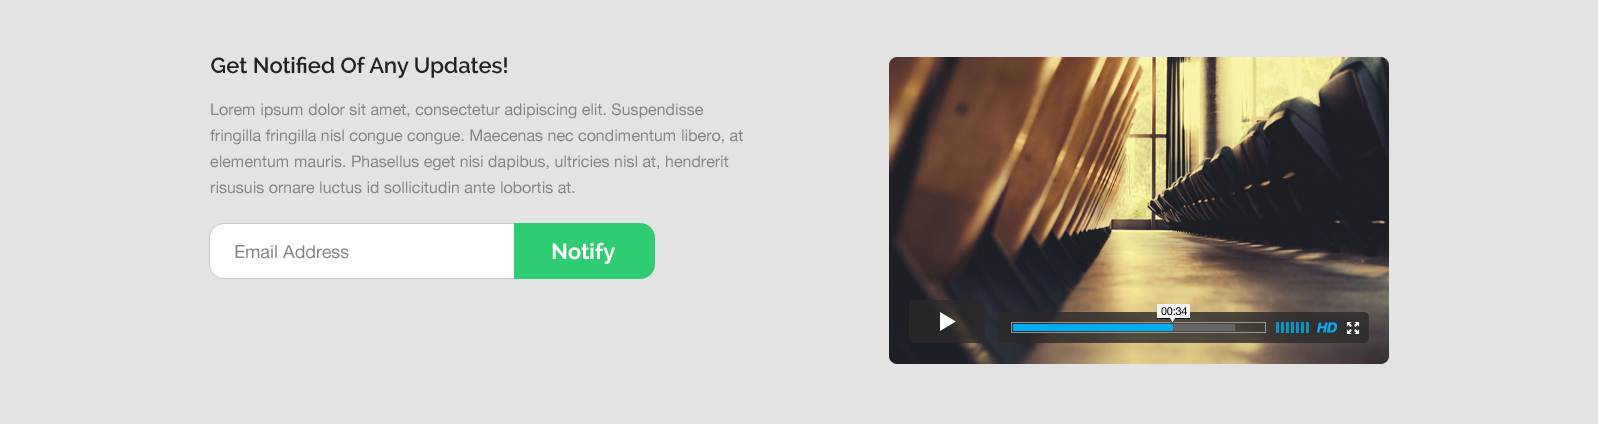 Get Notified Of Any Updates!
Lorem ipsum dolor sit amet, consectetur adipiscing elit. Suspendisse
fringilla fringilla nisl congue congue. Maecenas nec condimentum libero, at
elementum mauris. Phasellus eget nisi dapibus, ultricies nisl at, hendrerit
risusuis ornare luctus id sollicitudin ante lobortis at.
Email Address
Notify
00:34
HD